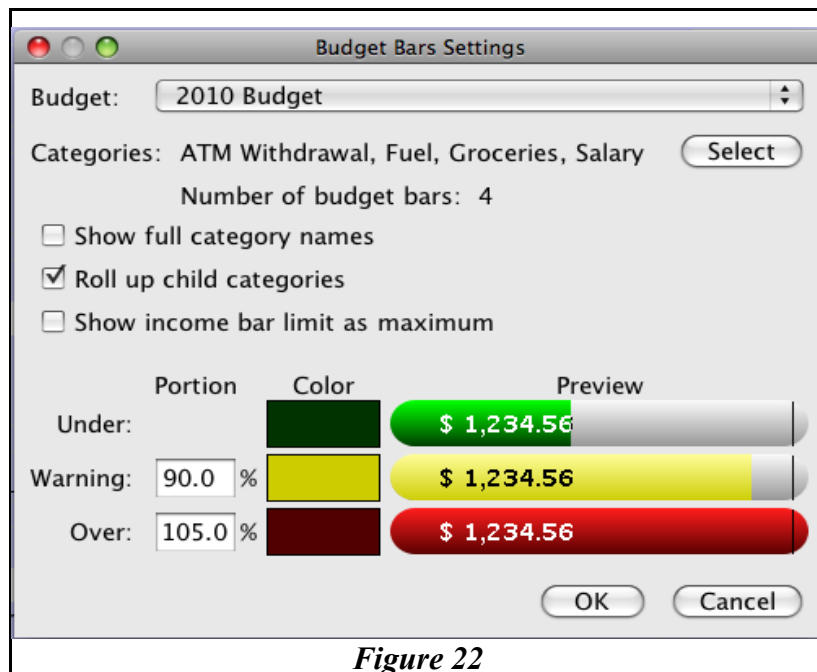 Budget Bars Settings
Budget: 2010 Budget
Categories: ATM Withdrawal, Fuel, Groceries, Salary Select
Number of budget bars: 4
Show full category names
Roll up child categories
Show income bar limit as maximum
Portion Color Preview
Under: $ 1,234.56
Warning: 90.0 % $ 1,234.56
Over: 105.0 % $ 1,234.56
OK Cancel
Figure 22